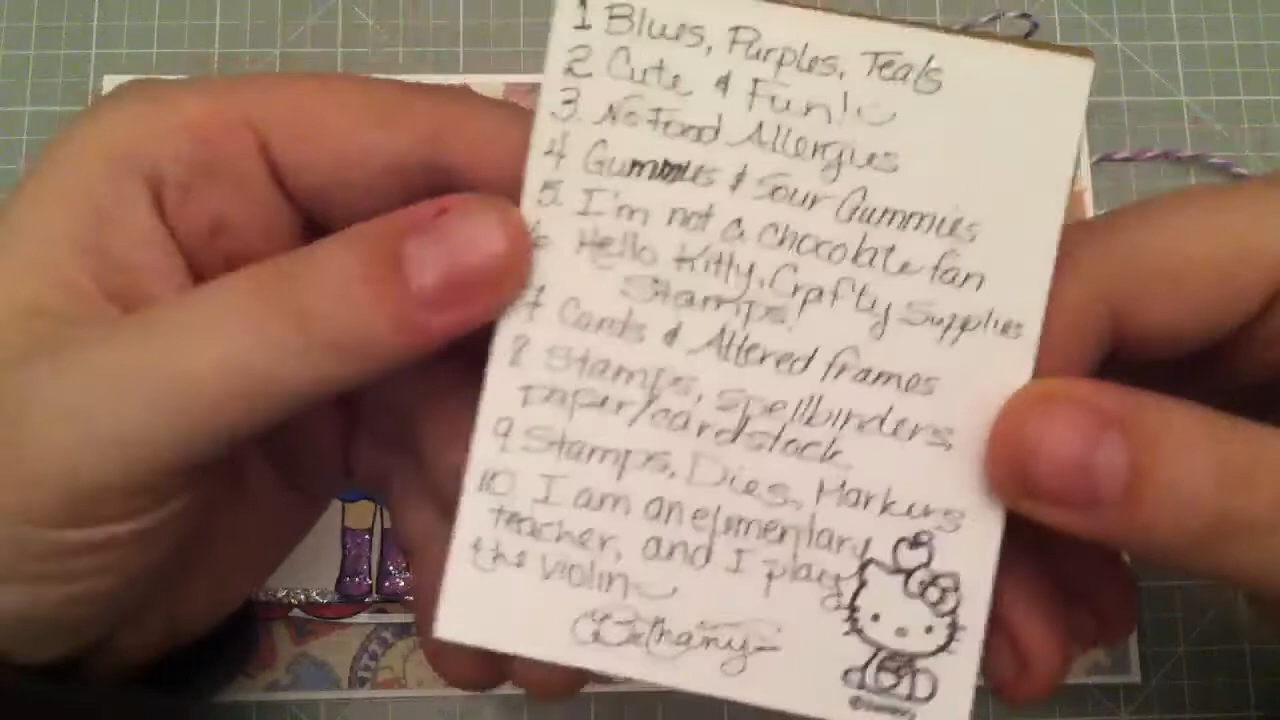 1 Blues, Purples, Teals
2 Cute & Fun!
3. No Food Allergies
4 Gummies & Sour Gummies
5. I'm not a chocolate fan
6 Hello Kitty, Crafty Supplies
Stamps!
7 Cards & Altered frames
8 Stamps, Spellbinders,
paper/cardstock
9 Stamps, Dies, Markers
10. I am an elementary
teacher, and I play
the violin
Bethany